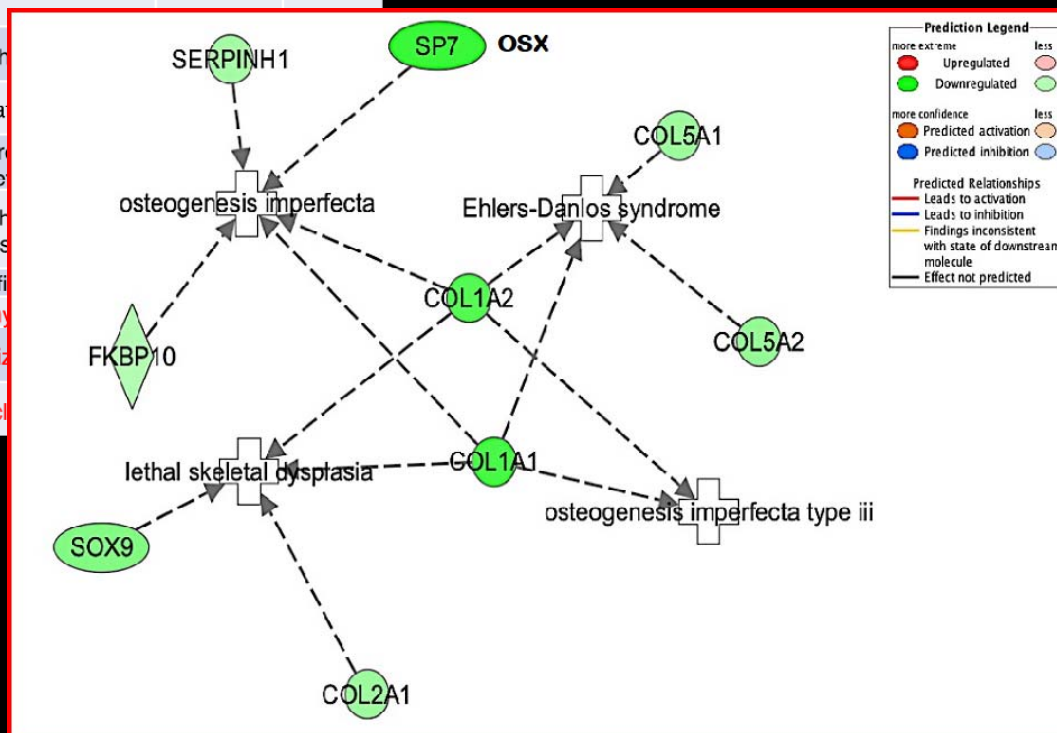 SERPINH1
SP7 OSX
COL5A1
osteogenesis imperfecta
Ehlers-Danlos syndrome
COL1A2
FKBP10
COL5A2
lethal skeletal dysplasia
COL1A1
osteogenesis imperfecta type iii
SOX9
COL2A1
Prediction Legend
more extreme less
Upregulated
Downregulated
more confidence less
Predicted activation
Predicted inhibition
Predicted Relationships
Leads to activation
Leads to inhibition
Findings inconsistent
with state of downstream
molecule
Effect not predicted